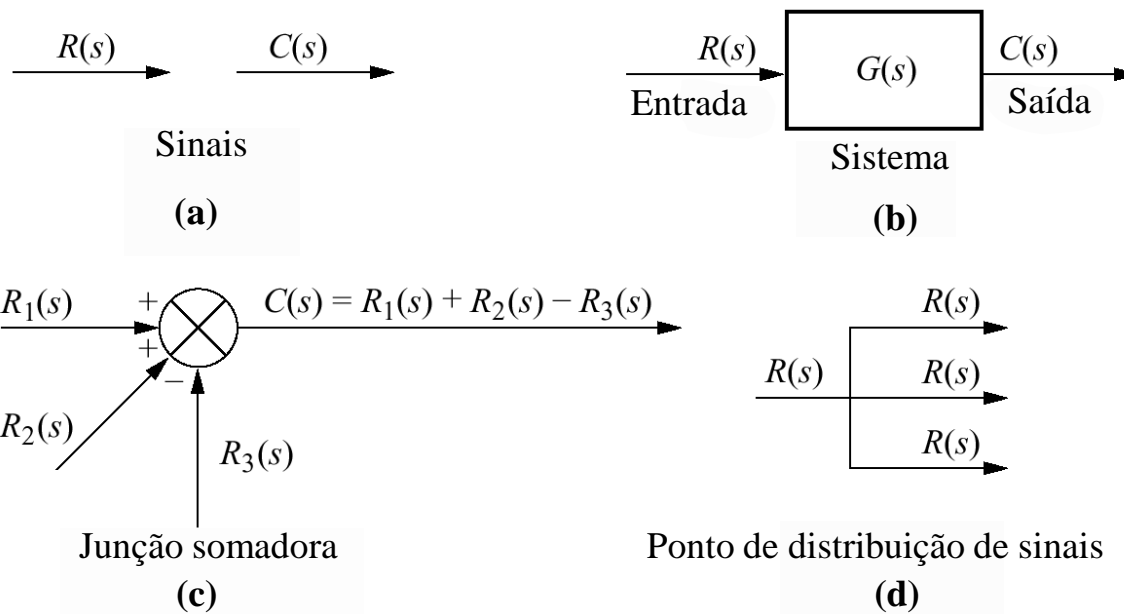 R(s)
C(s)
Sinais
(a)
R(s)
G(s)
C(s)
Entrada
Saída
Sistema
(b)
R₁(s)
+
C(s) = R₁(s) + R₂(s) − R₃(s)
+
−
R₂(s)
R₃(s)
Junção somadora
(c)
R(s)
R(s)
R(s)
R(s)
Ponto de distribuição de sinais
(d)